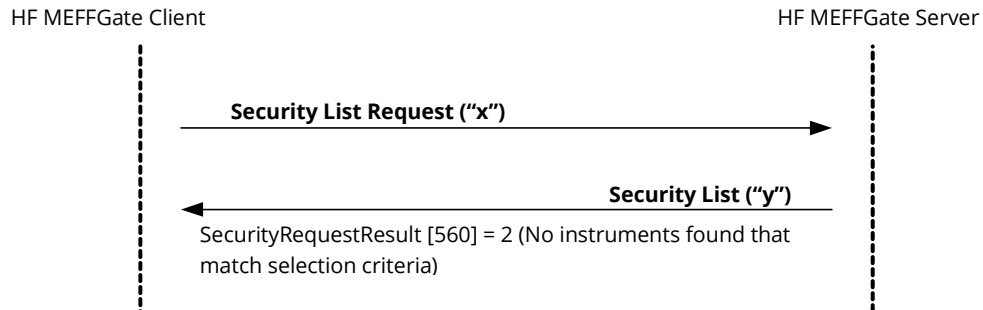 HF MEFFGate Client
HF MEFFGate Server
Security List Request (“x”)
Security List (“y”)
SecurityRequestResult [560] = 2 (No instruments found that
match selection criteria)